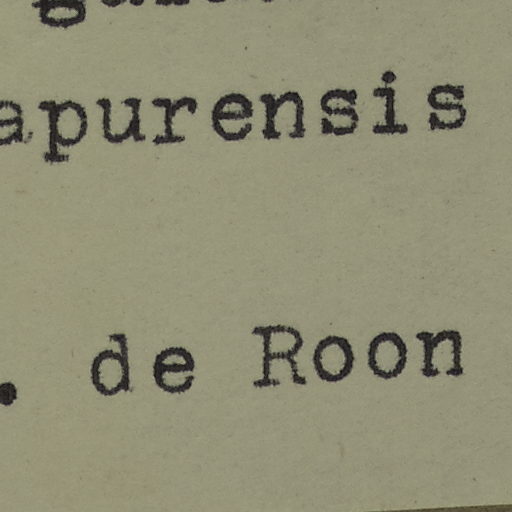 apurensis
. de Roon